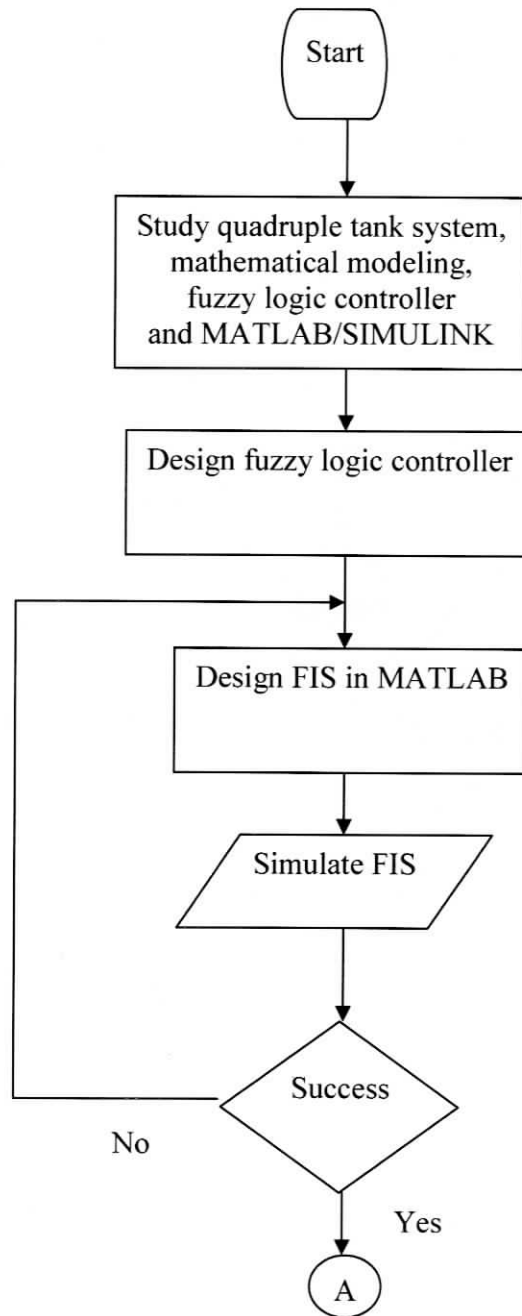 Start
Study quadruple tank system,
mathematical modeling,
fuzzy logic controller
and MATLAB/SIMULINK
Design fuzzy logic controller
Design FIS in MATLAB
Simulate FIS
Success
No
Yes
A